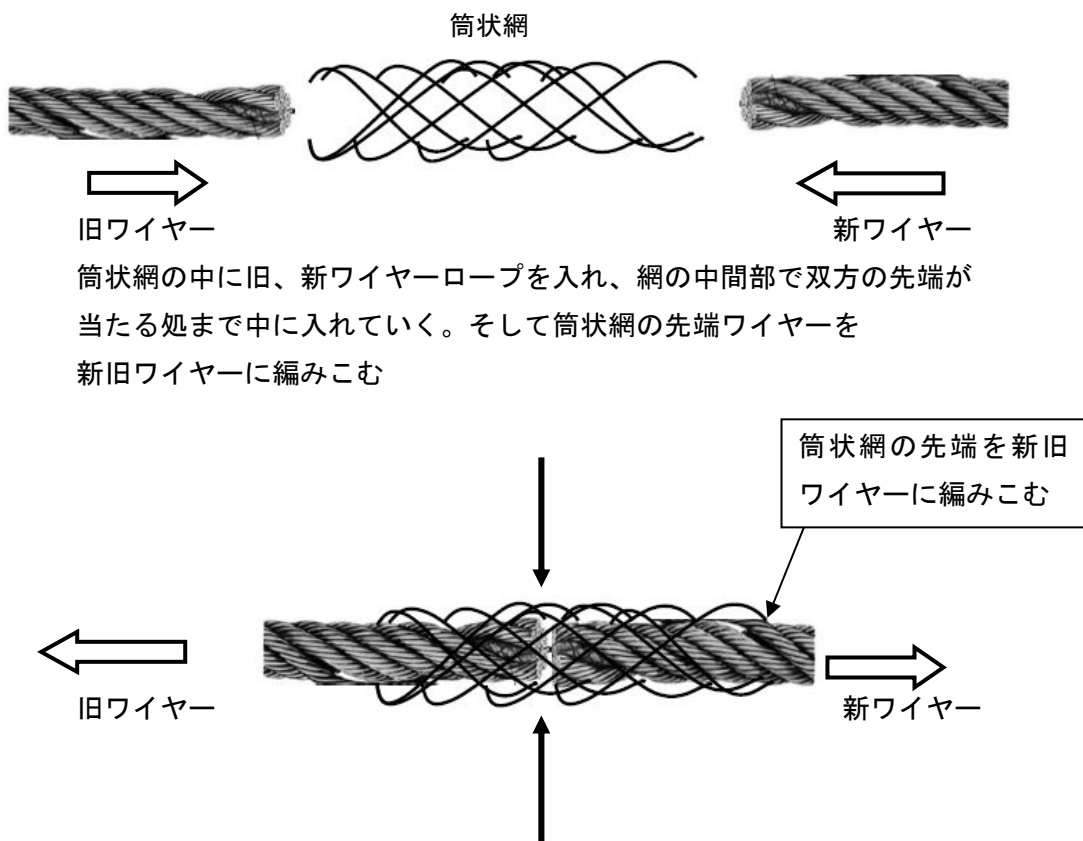 筒状網
旧ワイヤー
新ワイヤー
筒状網の中に旧、新ワイヤーロープを入れ、網の中間部で双方の先端が
当たる処まで中に入れていく。そして筒状網の先端ワイヤーを
新旧ワイヤーに編みこむ
筒状網の先端を新旧
ワイヤーに編みこむ
旧ワイヤー
新ワイヤー